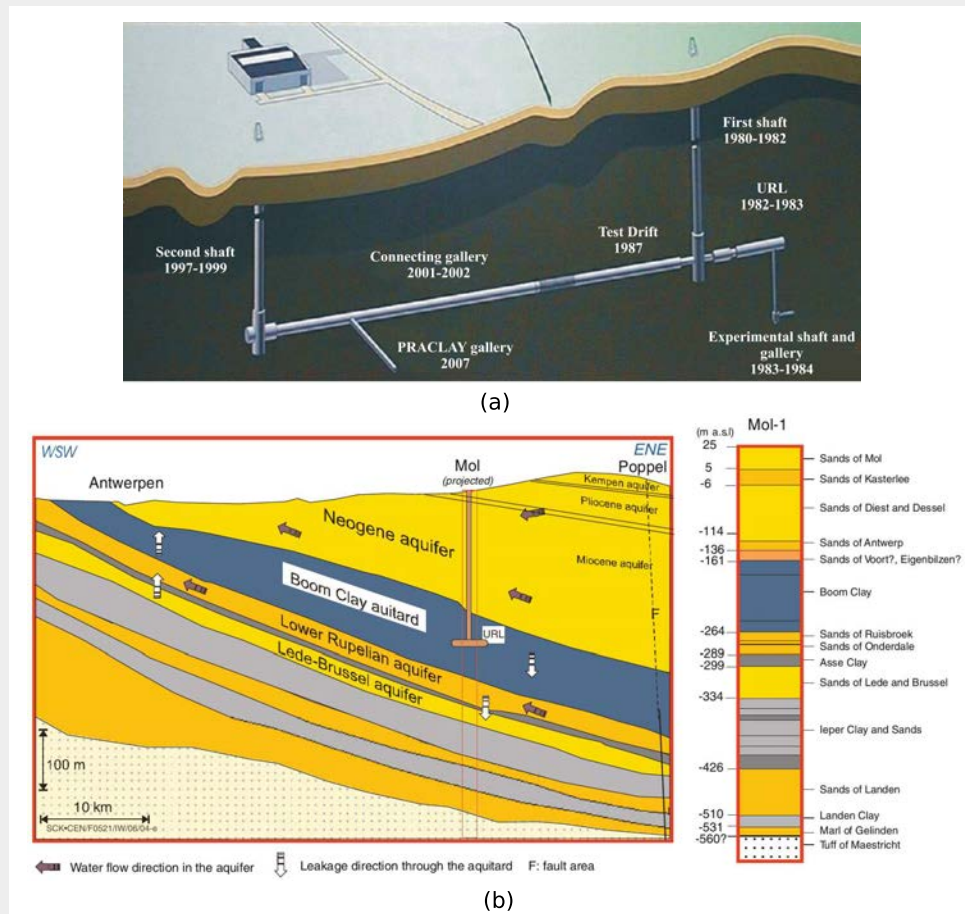 First shaft
1980-1982
URL
1982-1983
Test Drift
1987
Second shaft
1997-1999
Connecting gallery
2001-2002
PRACLAY gallery
2007
Experimental shaft and
gallery
1983-1984
(a)
WSW
ENE
Antwerpen
Mol
(projected)
Poppel
Kempen aquifer
Pliocene aquifer
Neogene aquifer
Miocene aquifer
F
Boom Clay auitard
URL
Lower Rupelian aquifer
Lede-Brussel aquifer
100 m
10 km
SCK•CEN/F0521/IW/06/04-e
Mol-1
(m a.s.l)
25
Sands of Mol
5
Sands of Kasterlee
-6
Sands of Diest and Dessel
-114
Sands of Antwerp
-136
Sands of Voort?, Eigenbilzen?
-161
Boom Clay
-264
Sands of Ruisbroek
Sands of Onderdale
-289
Asse Clay
-299
Sands of Lede and Brussel
-334
Ieper Clay and Sands
-426
Sands of Landen
-510
Landen Clay
-531
Marl of Gelinden
-560?
Tuff of Maestricht
Water flow direction in the aquifer
Leakage direction through the aquitard
F: fault area
(b)